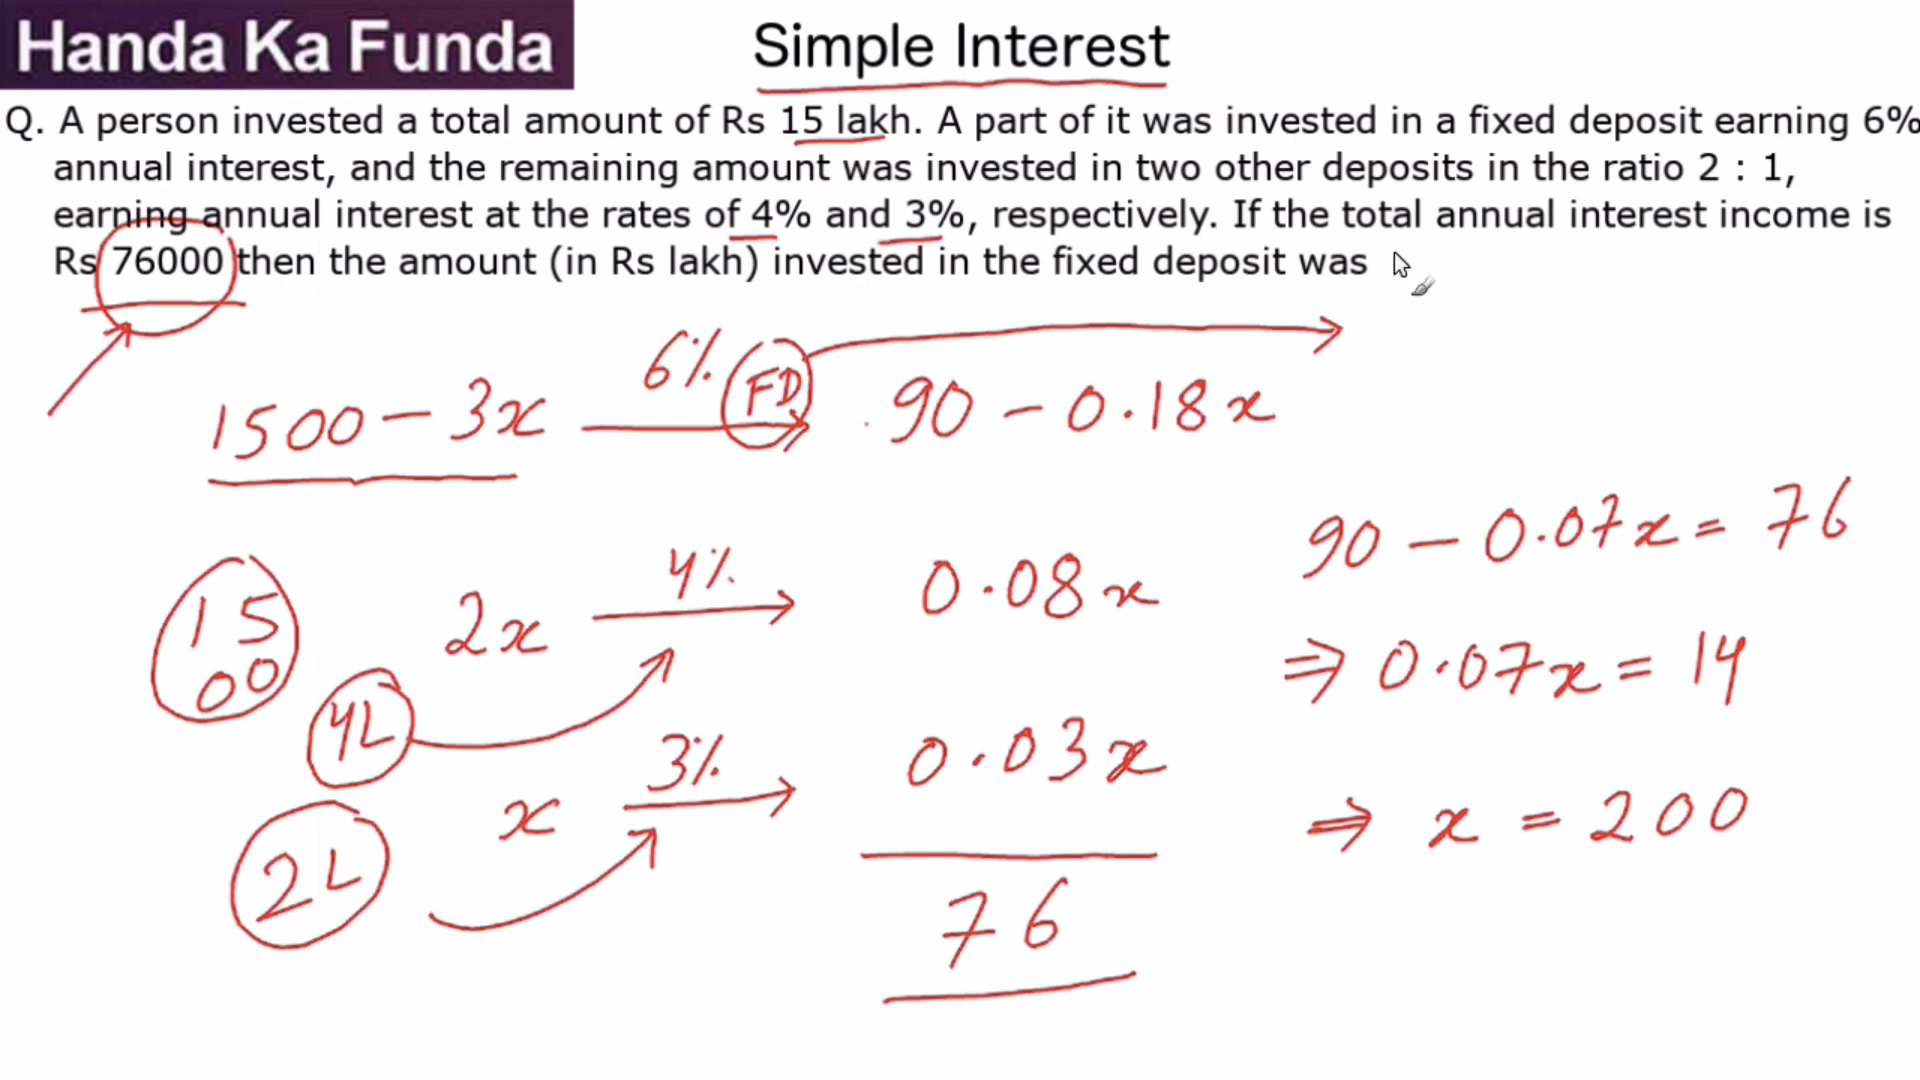 Handa Ka Funda
Simple Interest
Q. A person invested a total amount of Rs 15 lakh. A part of it was invested in a fixed deposit earning 6%
annual interest, and the remaining amount was invested in two other deposits in the ratio 2 : 1,
earning annual interest at the rates of 4% and 3%, respectively. If the total annual interest income is
Rs 76000 then the amount (in Rs lakh) invested in the fixed deposit was
1500 - 3x 6% FD 90 - 0.18x
15
00
2x 4% 0.08x
4L
x 3% 0.03x
2L
76
90 - 0.07x = 76
⇒ 0.07x = 14
⇒ x = 200